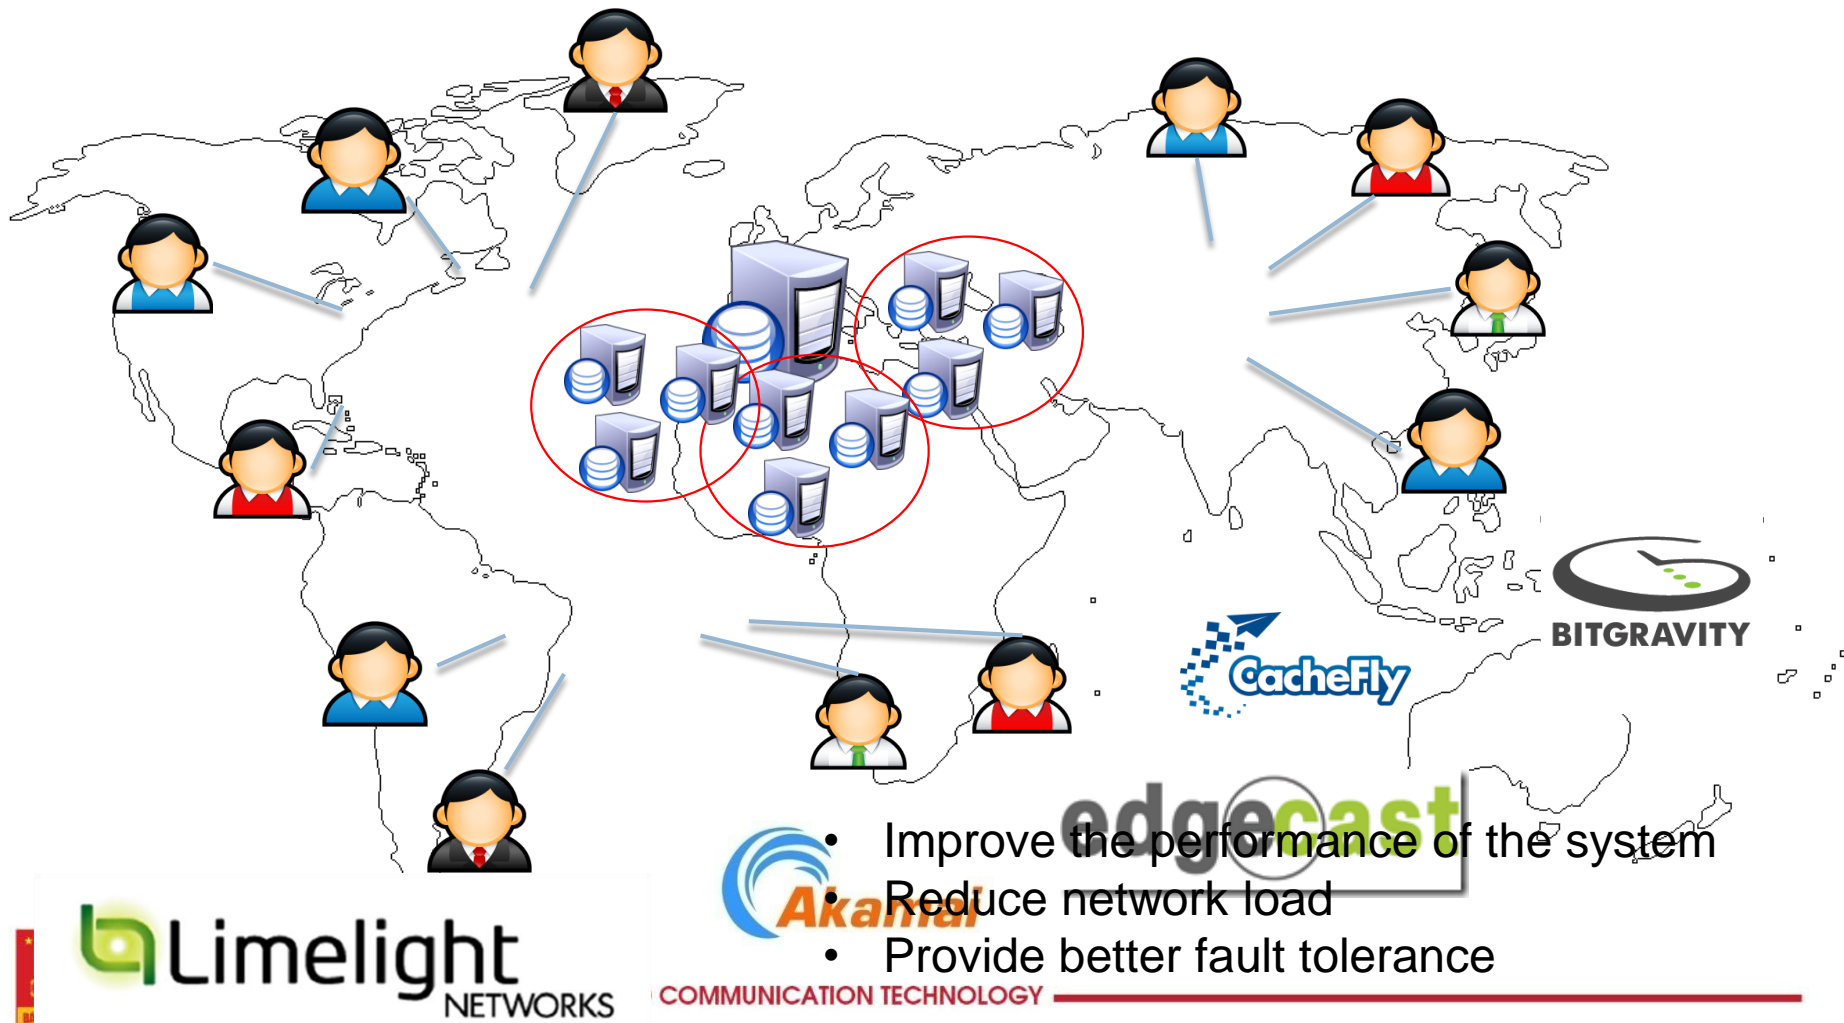 BITGRAVITY
CacheFly
edgecast
• Improve the performance of the system
Akamai
• Reduce network load
• Provide better fault tolerance
Limelight
NETWORKS
COMMUNICATION TECHNOLOGY